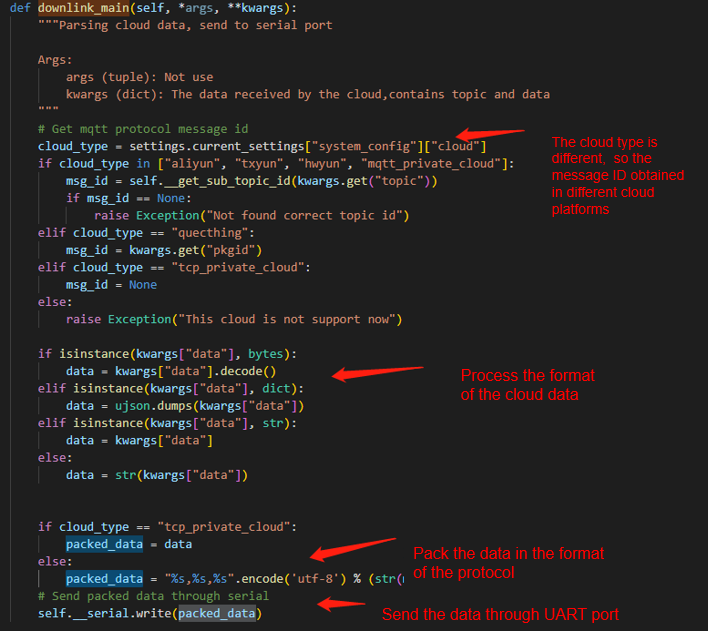 def downlink_main(self, *args, **kwargs):
"""Parsing cloud data, send to serial port
Args:
args (tuple): Not use
kwargs (dict): The data received by the cloud,contains topic and data
"""
# Get mqtt protocol message id
cloud_type = settings.current_settings["system_config"]["cloud"]
The cloud type is
different, so the
message ID obtained
in different cloud
platforms
if cloud_type in ["aliyun", "txyun", "hwyun", "mqtt_private_cloud"]:
msg_id = self.__get_sub_topic_id(kwargs.get("topic"))
if msg_id == None:
raise Exception("Not found correct topic id")
elif cloud_type == "quecthing":
msg_id = kwargs.get("pkgid")
elif cloud_type == "tcp_private_cloud":
msg_id = None
else:
raise Exception("This cloud is not support now")
if isinstance(kwargs["data"], bytes):
data = kwargs["data"].decode()
Process the format
of the cloud data
elif isinstance(kwargs["data"], dict):
data = ujson.dumps(kwargs["data"])
elif isinstance(kwargs["data"], str):
data = kwargs["data"]
else:
data = str(kwargs["data"])
if cloud_type == "tcp_private_cloud":
packed_data = data
Pack the data in the format
of the protocol
else:
packed_data = "%s,%s,%s".encode('utf-8') % (str(
# Send packed data through serial
self.__serial.write(packed_data)
Send the data through UART port